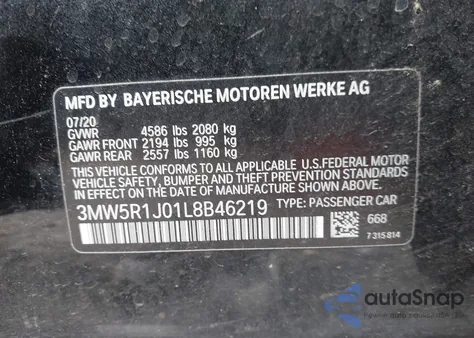 MFD BY BAYERISCHE MOTOREN WERKE AG
07/20
GVWR 4586 lbs 2080 kg
GAWR FRONT 2194 lbs 995 kg
GAWR REAR 2557 lbs 1160 kg
THIS VEHICLE CONFORMS TO ALL APPLICABLE U.S.FEDERAL MOTOR
VEHICLE SAFETY, BUMPER, AND THEFT PREVENTION STANDARDS
IN EFFECT ON THE DATE OF MANUFACTURE SHOWN ABOVE.
3MW5R1J01L8B46219 TYPE: PASSENGER CAR
668
7315814
autoSnap